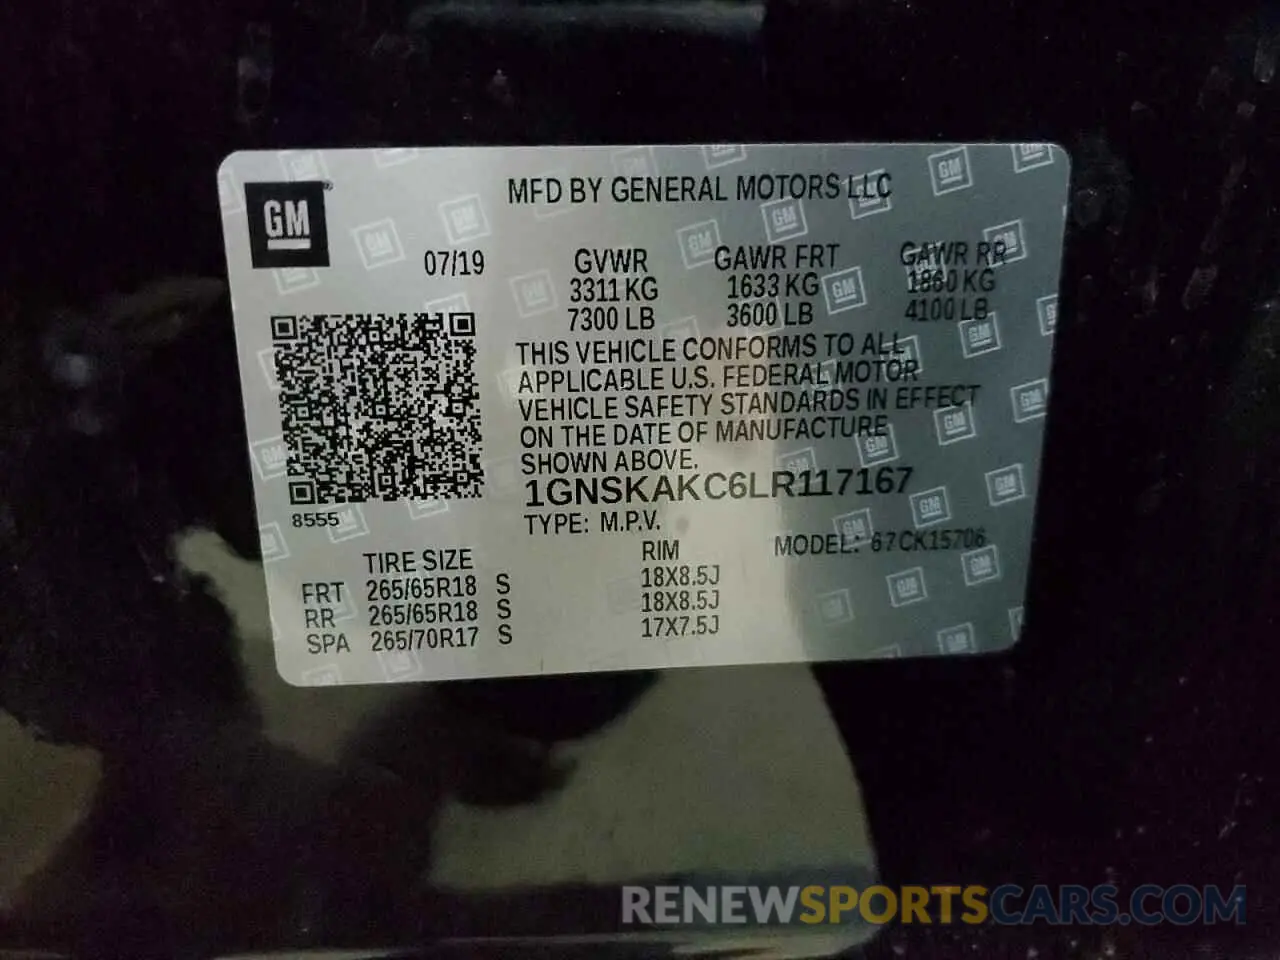 GM
MFD BY GENERAL MOTORS LLC
07/19
GVWR GAWR FRT GAWR RR
3311 KG 1633 KG 1860 KG
7300 LB 3600 LB 4100 LB
THIS VEHICLE CONFORMS TO ALL
APPLICABLE U.S. FEDERAL MOTOR
VEHICLE SAFETY STANDARDS IN EFFECT
ON THE DATE OF MANUFACTURE
SHOWN ABOVE.
1GNSKAKC6LR117167
8555
TYPE: M.P.V.
MODEL: 67CK15706
TIRE SIZE RIM
FRT 265/65R18 S 18X8.5J
RR 265/65R18 S 18X8.5J
SPA 265/70R17 S 17X7.5J
RENEWSPORTSCARS.COM